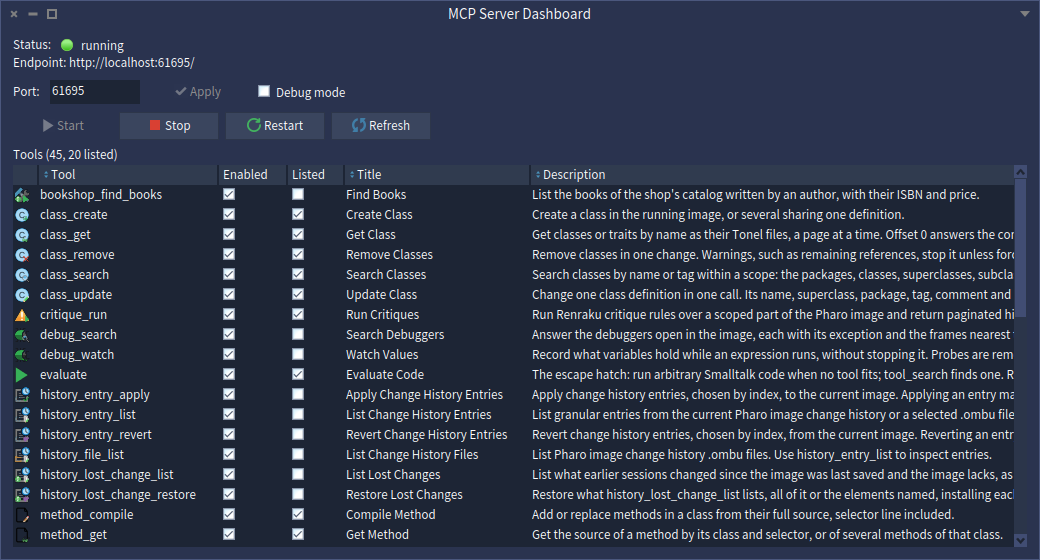 MCP Server Dashboard
Status: running
Endpoint: http://localhost:61695/
Port: 61695 Apply Debug mode
Start Stop Restart Refresh
Tools (45, 20 listed)
Tool Enabled Listed Title Description
bookshop_find_books Find Books List the books of the shop's catalog written by an author, with their ISBN and price.
class_create Create Class Create a class in the running image, or several sharing one definition.
class_get Get Class Get classes or traits by name as their Tonel files, a page at a time. Offset 0 answers the
class_remove Remove Classes Remove classes in one change. Warnings, such as remaining references, stop it unless
class_search Search Classes Search classes by name or tag within a scope: the packages, classes, superclasses,
class_update Update Class Change one class definition in one call. Its name, superclass, package, tag, comment and
critique_run Run Critiques Run Renraku critique rules over a scoped part of the Pharo image and return paginated
debug_search Search Debuggers Answer the debuggers open in the image, each with its exception and the frames nearest
debug_watch Watch Values Record what variables hold while an expression runs, without stopping it. Probes are
evaluate Evaluate Code The escape hatch: run arbitrary Smalltalk code when no tool fits; tool_search finds one.
history_entry_apply Apply Change History Entries Apply change history entries, chosen by index, to the current image. Applying an entry
history_entry_list List Change History Entries List granular entries from the current Pharo image change history or a selected .ombu file
history_entry_revert Revert Change History Entries Revert change history entries, chosen by index, from the current image. Reverting an
history_file_list List Change History Files List Pharo image change history .ombu files. Use history_entry_list to inspect entries.
history_lost_change_list List Lost Changes List what earlier sessions changed since the image was last saved and the image lacks, as
history_lost_change_restore Restore Lost Changes Restore what history_lost_change_list lists, all of it or the elements named, installing
method_compile Compile Method Add or replace methods in a class from their full source, selector line included.
method_get Get Method Get the source of a method by its class and selector, or of several methods of that class.